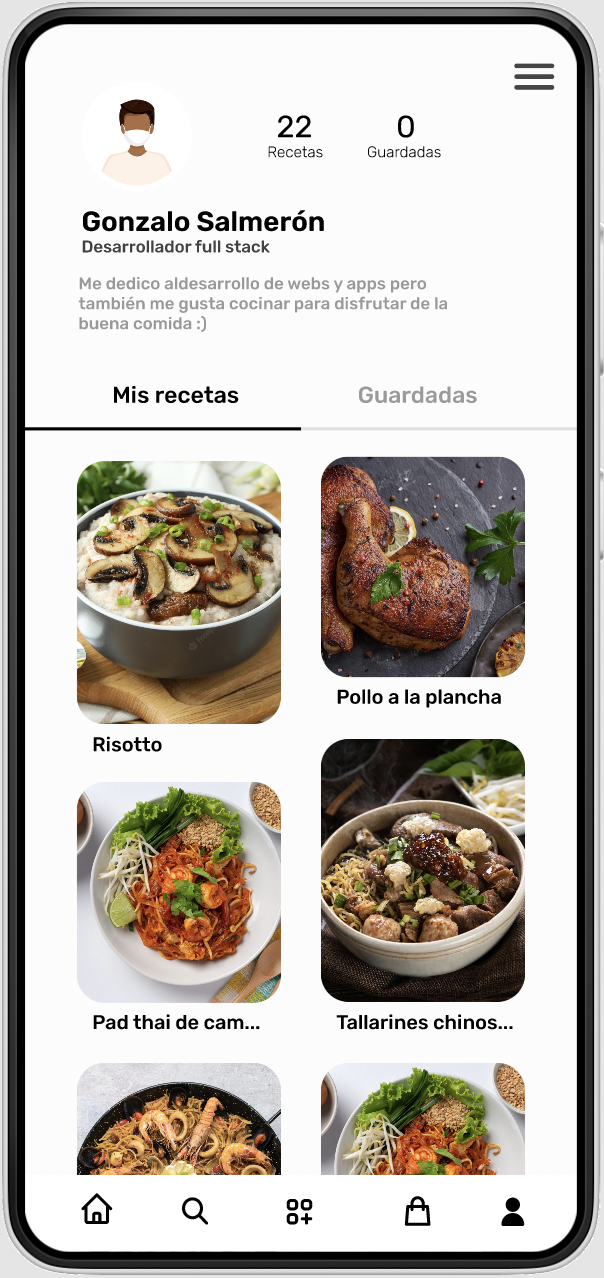 22
0
Recetas
Guardadas
Gonzalo Salmerón
Desarrollador full stack
Me dedico aldesarrollo de webs y apps pero
también me gusta cocinar para disfrutar de la
buena comida :)
Mis recetas
Guardadas
Risotto
Pollo a la plancha
Pad thai de cam...
Tallarines chinos...